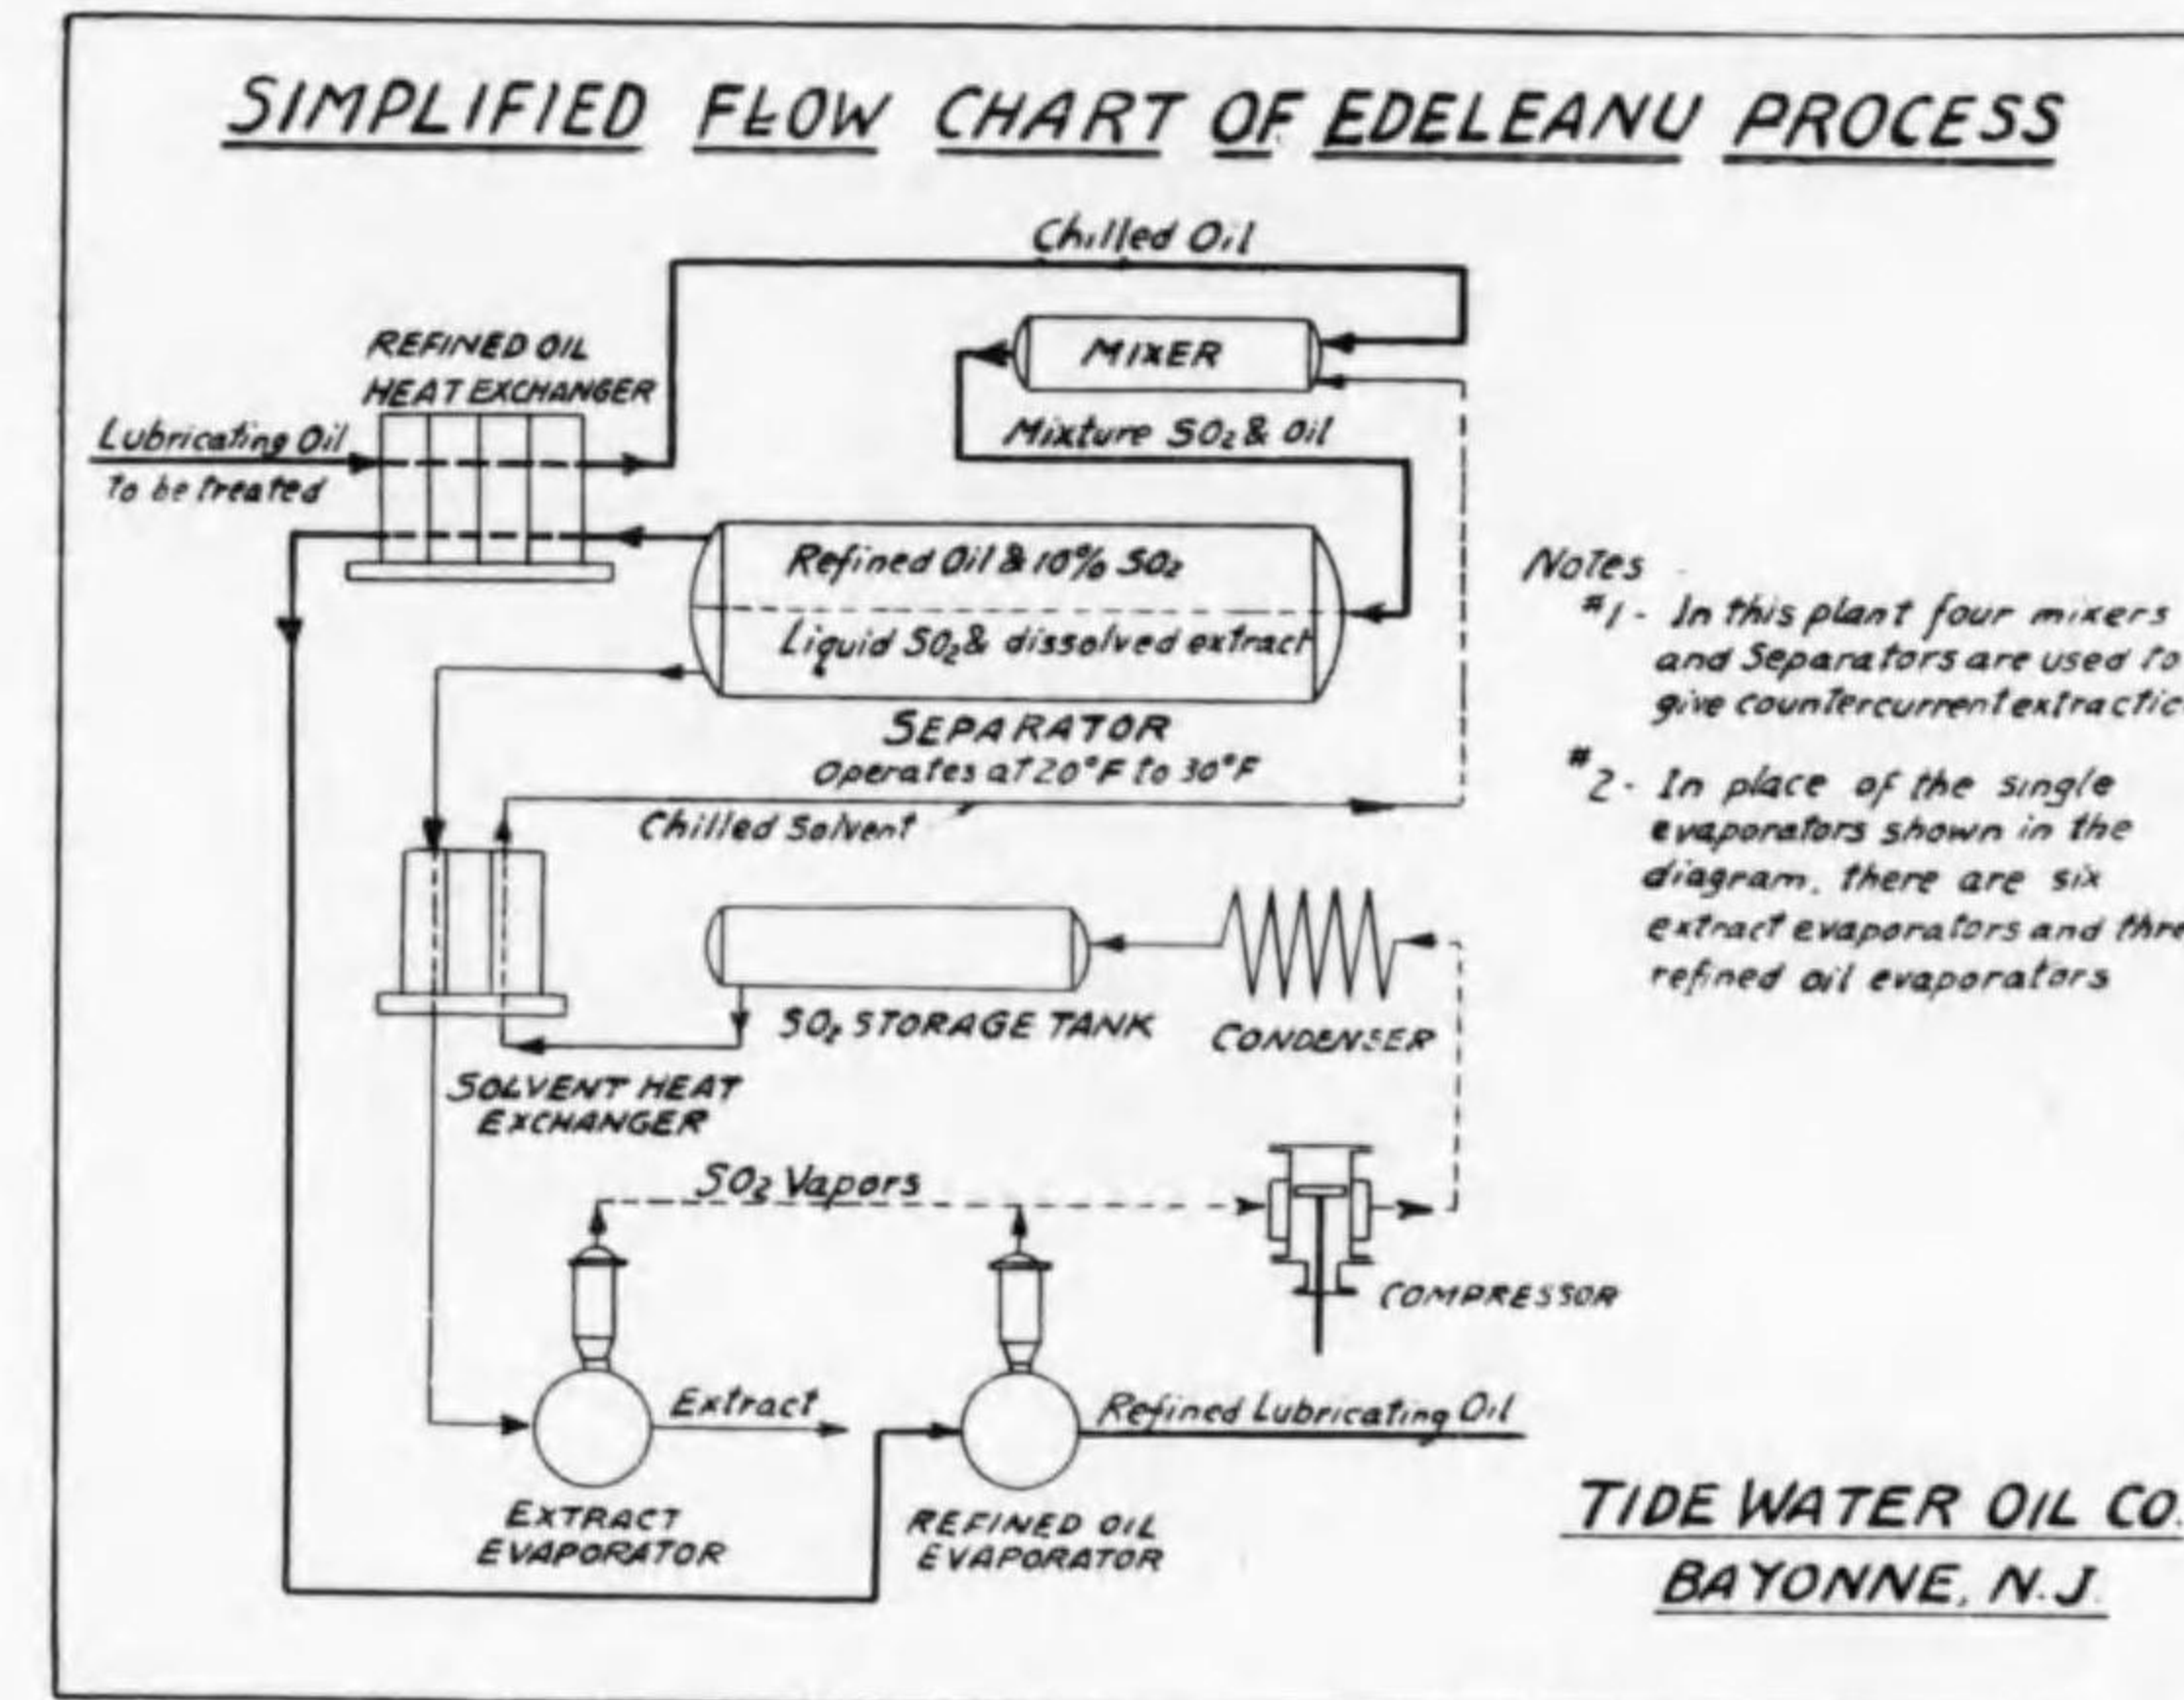 SIMPLIFIED FLOW CHART OF EDELEANU PROCESS
Chilled Oil
REFINED OIL
HEAT EXCHANGER
MIXER
Lubricating Oil
To be treated
Mixture SO₂ & Oil
Refined Oil & 10% SO₂
Liquid SO₂ & dissolved extract
SEPARATOR
Operates at 20°F to 30°F
Chilled Solvent
Notes
#1- In this plant four mixers
and Separators are used to
give countercurrent
#2- In place of the single
evaporators shown in the
diagram, there are six
extract evaporators and
refined oil evaporators
SO₂ STORAGE TANK
CONDENSER
SOLVENT HEAT
EXCHANGER
SO₂ Vapors
COMPRESSOR
Extract
Refined Lubricating Oil
EXTRACT
EVAPORATOR
REFINED OIL
EVAPORATOR
TIDE WATER OIL CO.
BAYONNE, N.J.